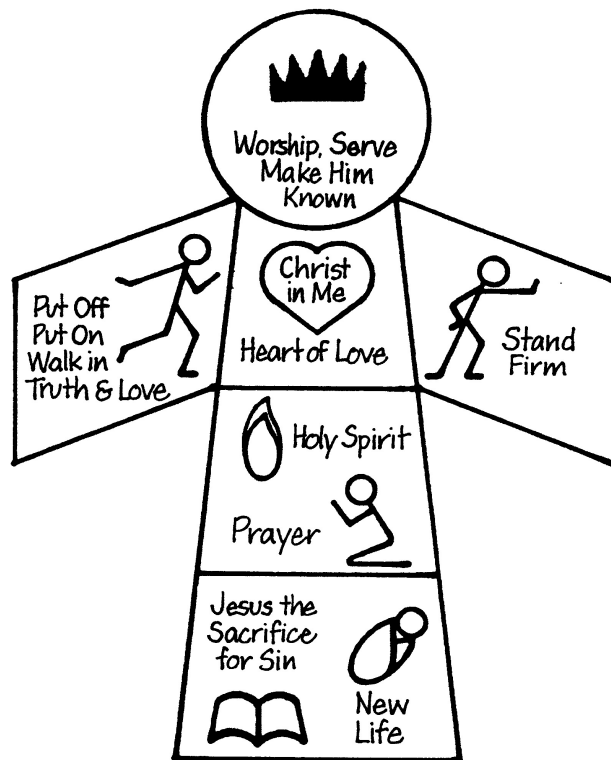 Worship, Serve
Make Him
Known
Put Off
Put On
Walk in
Truth & Love
Christ
in Me
Heart of Love
Stand
Firm
Holy Spirit
Prayer
Jesus the
Sacrifice
for Sin
New
Life